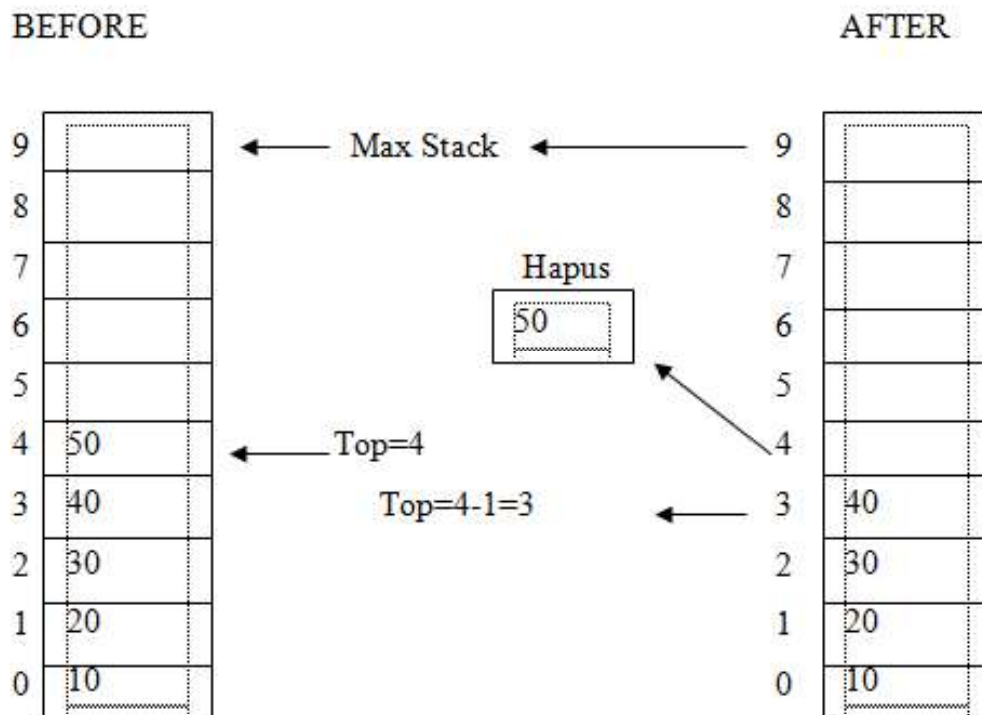 BEFORE AFTER
9 Max Stack 9
8 8
7 7
Hapus
6 50 6
5 5
4 50 Top=4 4
3 40 Top=4-1=3 3 40
2 30 2 30
1 20 1 20
0 10 0 10